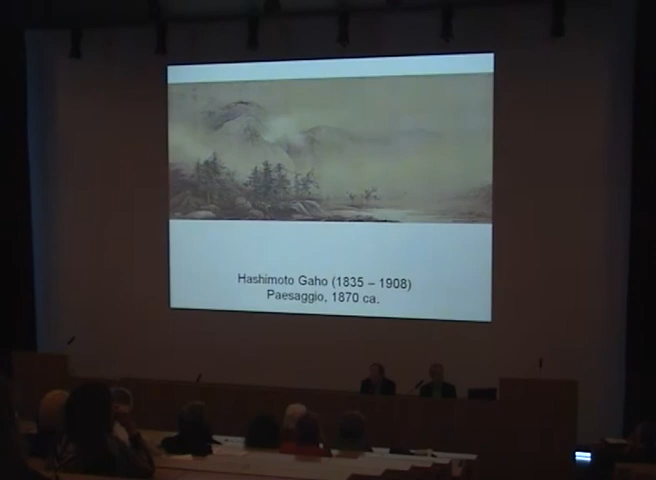 Hashimoto Gaho (1835 – 1908)
Paesaggio, 1870 ca.